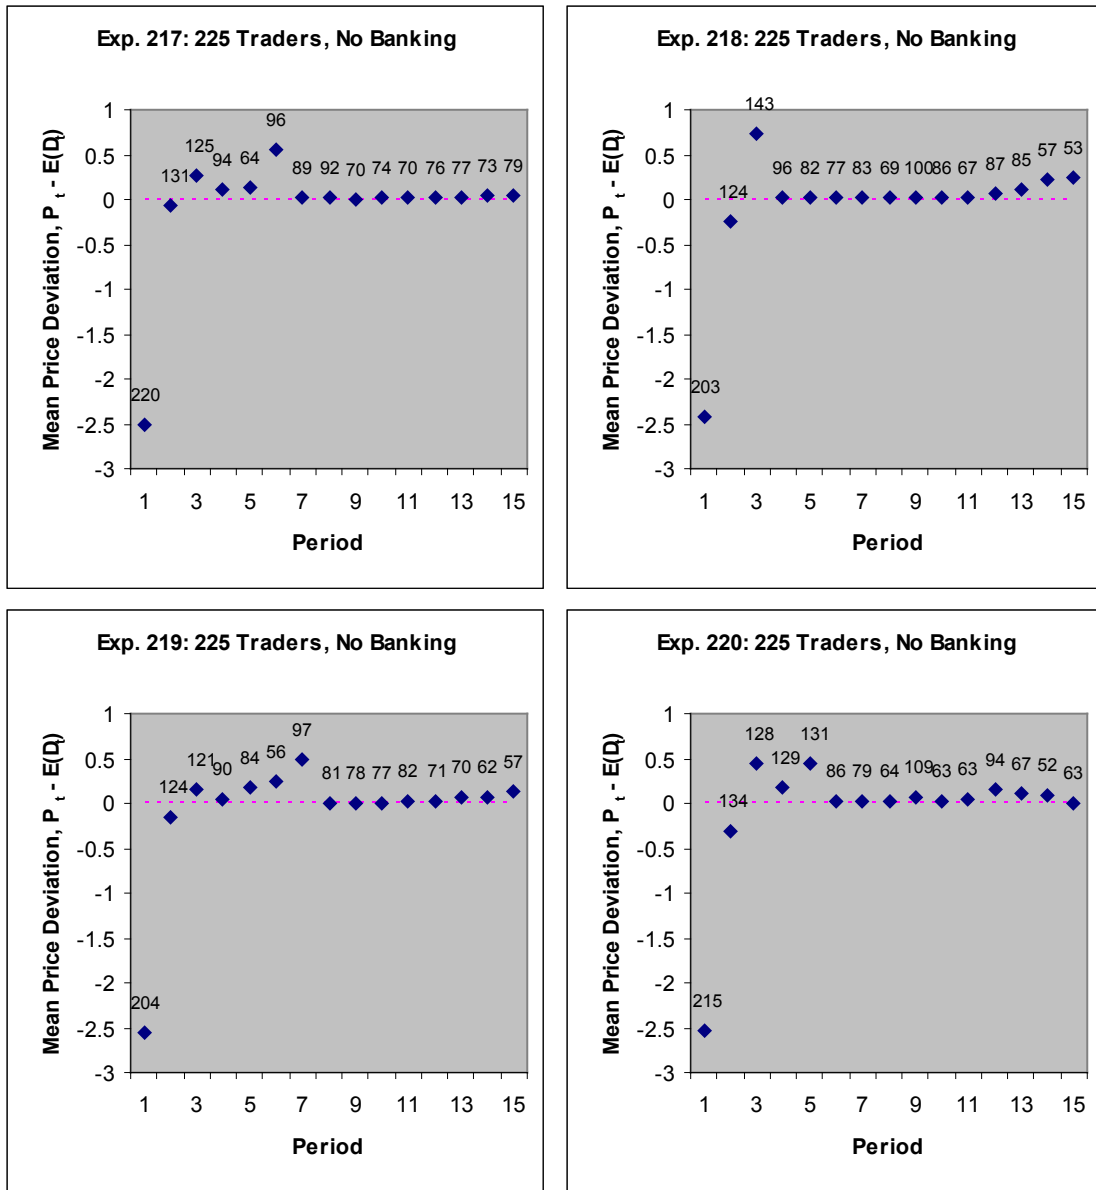 Exp. 217: 225 Traders, No Banking
Mean Price Deviation, P t - E(Dt)
1
0.5
0
-0.5
-1
-1.5
-2
-2.5
-3
220
131
125
94
64
96
89 92 70 74 70 76 77 73 79
1 3 5 7 9 11 13 15
Period
Exp. 218: 225 Traders, No Banking
Mean Price Deviation, P t - E(Dt)
1
0.5
0
-0.5
-1
-1.5
-2
-2.5
-3
203
124
143
96 82 77 83 69 100 86 67 87 85 57 53
1 3 5 7 9 11 13 15
Period
Exp. 219: 225 Traders, No Banking
Mean Price Deviation, P t - E(Dt)
1
0.5
0
-0.5
-1
-1.5
-2
-2.5
-3
204
124
121
90
84
56
97
81 78 77 82 71 70 62 57
1 3 5 7 9 11 13 15
Period
Exp. 220: 225 Traders, No Banking
Mean Price Deviation, P t - E(Dt)
1
0.5
0
-0.5
-1
-1.5
-2
-2.5
-3
215
134
128
129
131
86 79 64 109 63 63 94 67 52 63
1 3 5 7 9 11 13 15
Period